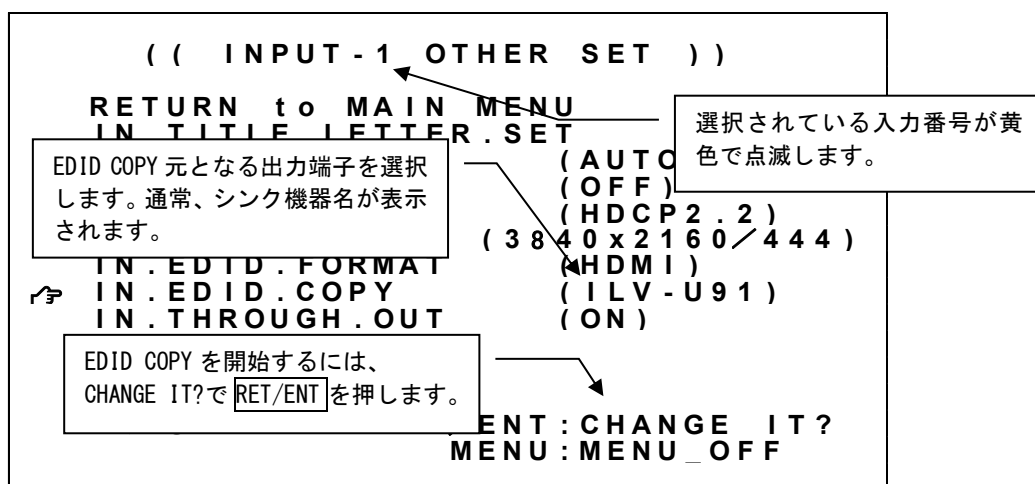 (( INPUT-1 OTHER SET ))
RETURN to MAIN MENU
IN TITLE LETTER.SET
選択されている入力番号が黄
色で点滅します。
EDID COPY 元となる出力端子を選択
します。通常、シンク機器名が表示
されます。
(AUTO
(OFF)
(HDCP2.2)
(3840x2160/444)
IN.EDID.FORMAT (HDMI)
☞ IN.EDID.COPY (ILV-U91)
IN.THROUGH.OUT (ON)
EDID COPY を開始するには、
CHANGE IT?で RET/ENT を押します。
ENT:CHANGE IT?
MENU:MENU_OFF